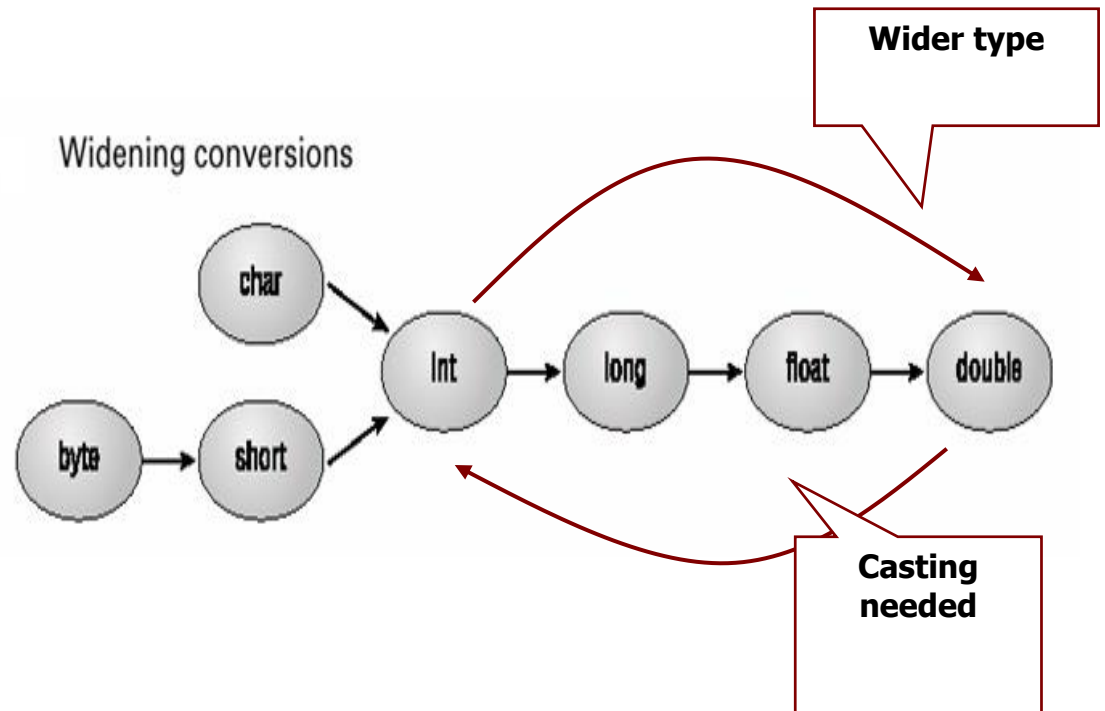 Wider type
Widening conversions
char
Int
long
float
double
byte
short
Casting
needed